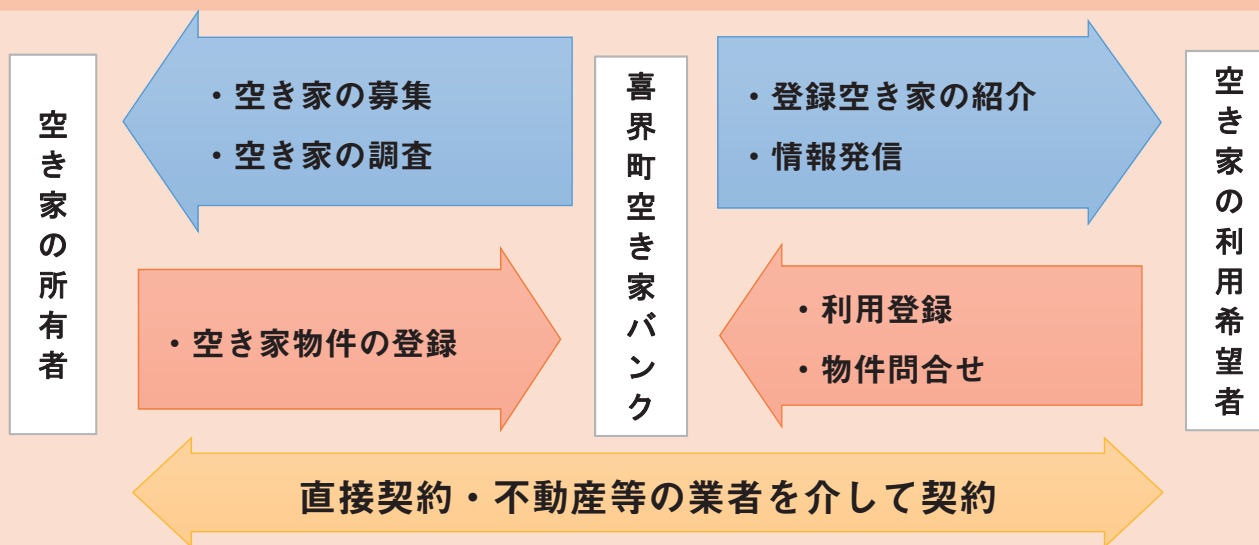 空き家の所有者
・空き家の募集
・空き家の調査
・空き家物件の登録
喜界町空き家バンク
・登録空き家の紹介
・情報発信
・利用登録
・物件問合せ
空き家の利用希望者
直接契約・不動産等の業者を介して契約